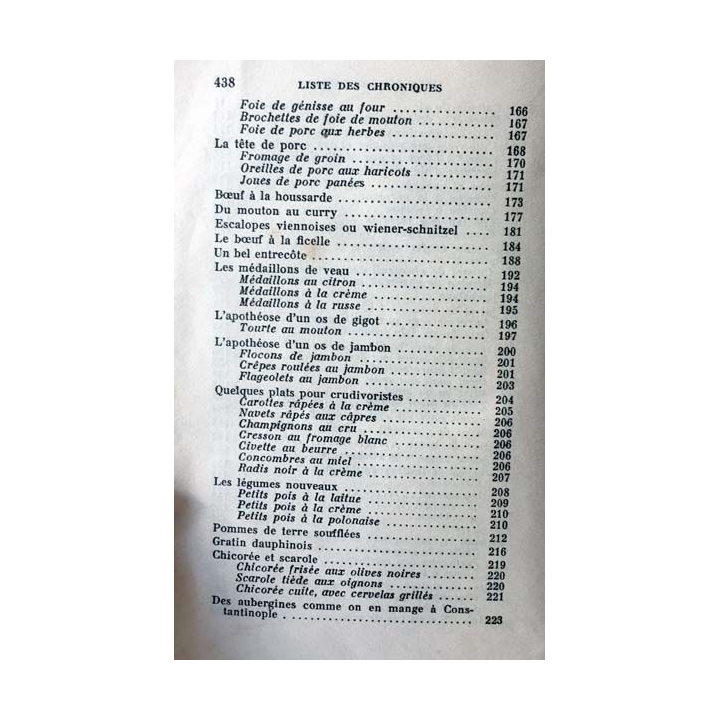 438 LISTE DES CHRONIQUES
Foie de génisse au four .................. 166
Brochettes de foie de mouton ............. 167
Foie de porc aux herbes .................. 167
La tête de porc .......................... 168
Fromage de groin ......................... 170
Oreilles de porc aux haricots ............ 171
Joues de porc panées ..................... 171
Bœuf à la houssarde ...................... 173
Du mouton au curry ....................... 177
Escalopes viennoises ou wiener-schnitzel .... 181
Le bœuf à la ficelle ..................... 184
Un bel entrecôte ......................... 188
Les médaillons de veau ................... 192
Médaillons au citron ..................... 194
Médaillons à la crème .................... 194
Médaillons à la russe .................... 195
L'apothéose d'un os de gigot ............. 196
Tourte au mouton ......................... 197
L'apothéose d'un os de jambon ............ 200
Flocons de jambon ........................ 201
Crêpes roulées au jambon ................. 201
Flageolets au jambon ..................... 203
Quelques plats pour crudivoristes ........ 204
Carottes râpées à la crème ............... 205
Navets râpés aux câpres .................. 206
Champignons au cru ....................... 206
Cresson au fromage blanc ................. 206
Civette au beurre ........................ 206
Concombres au miel ....................... 206
Radis noir à la crème .................... 207
Les légumes nouveaux ..................... 208
Petits pois à la laitue .................. 209
Petits pois à la crème ................... 210
Petits pois à la polonaise ............... 210
Pommes de terre soufflées ................ 212
Gratin dauphinois ........................ 216
Chicorée et scarole ...................... 219
Chicorée frisée aux olives noires ........ 220
Scarole tiède aux oignons ................ 220
Chicorée cuite, avec cervelas grillés ...... 221
Des aubergines comme on en mange à Cons-
tantinople ............................... 223